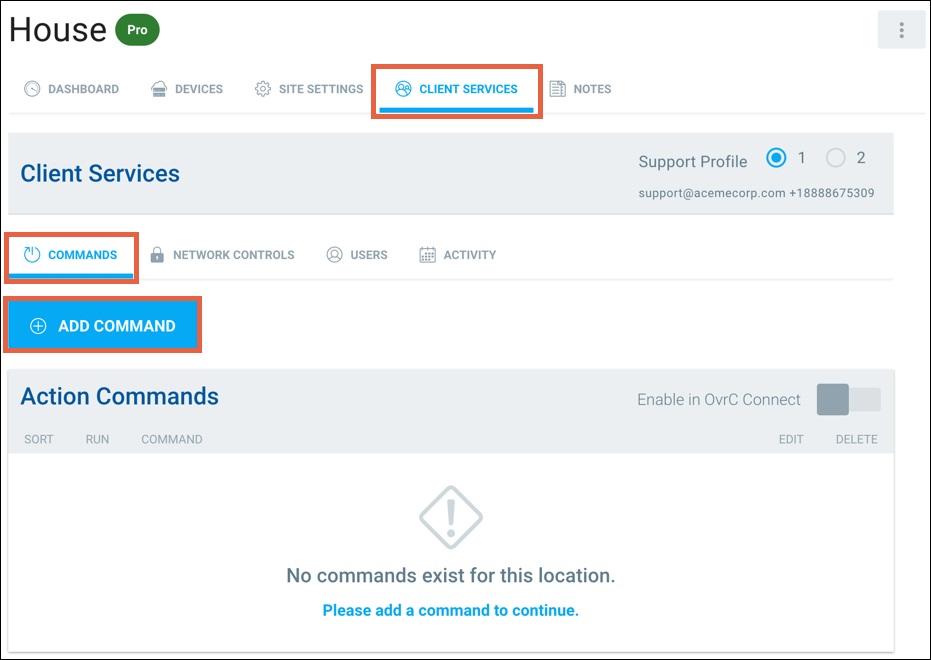 House Pro
DASHBOARD DEVICES SITE SETTINGS CLIENT SERVICES NOTES
Client Services
Support Profile 1 2
support@acemecorp.com +18888675309
COMMANDS NETWORK CONTROLS USERS ACTIVITY
ADD COMMAND
Action Commands
Enable in OvrC Connect
SORT RUN COMMAND EDIT DELETE
No commands exist for this location.
Please add a command to continue.